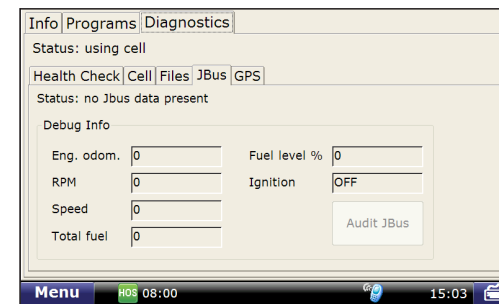 Info Programs Diagnostics
Status: using cell
Health Check Cell Files JBus GPS
Status: no Jbus data present
Debug Info
Eng. odom. 0 Fuel level % 0
RPM 0 Ignition OFF
Speed 0
Audit JBus
Total fuel 0
Menu HOS 08:00 15:03